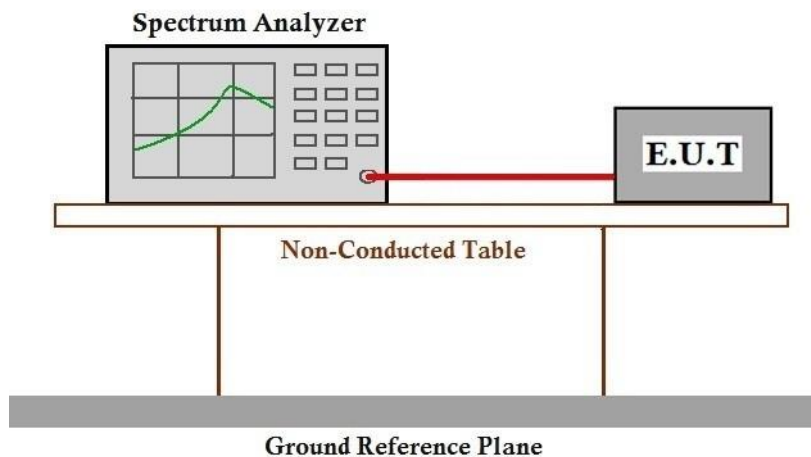 Spectrum Analyzer
E.U.T
Non-Conducted Table
Ground Reference Plane